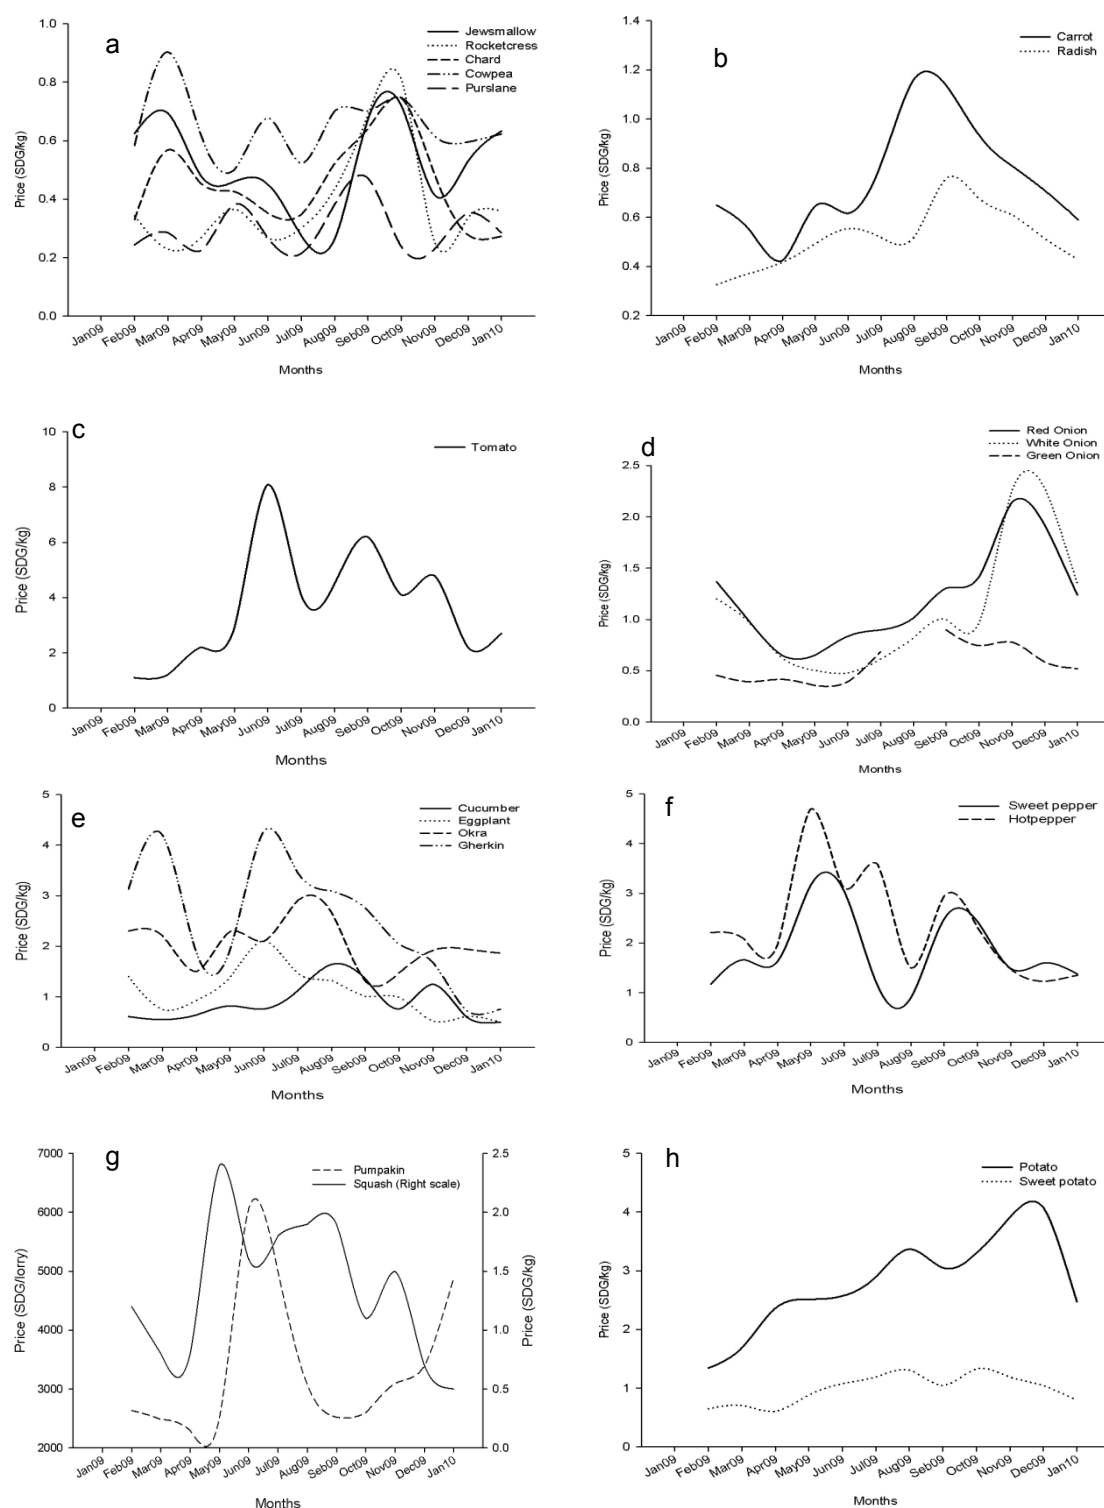 a
Jewsmallow
Rocketcress
Chard
Cowpea
Purslane
Price (SDG/kg)
1.0
0.8
0.6
0.4
0.2
0.0
Jan09 Feb09 Mar09 Apr09 May09 Jun09 Jul09 Aug09 Seb09 Oct09 Nov09 Dec09 Jan10
Months
b
Carrot
Radish
Price (SDG/kg)
1.4
1.2
1.0
0.8
0.6
0.4
0.2
Jan09 Feb09 Mar09 Apr09 May09 Jun09 Jul09 Aug09 Seb09 Oct09 Nov09 Dec09 Jan10
Months
c
Tomato
Price (SDG/kg)
10
8
6
4
2
0
Jan09 Feb09 Mar09 Apr09 May09 Jun09 Jul09 Aug09 Seb09 Oct09 Nov09 Dec09 Jan10
Months
d
Red Onion
White Onion
Green Onion
Price (SDG/kg)
2.5
2.0
1.5
1.0
0.5
0.0
Jan09 Feb09 Mar09 Apr09 May09 Jun09 Jul09 Aug09 Seb09 Oct09 Nov09 Dec09 Jan10
Months
e
Cucumber
Eggplant
Okra
Gherkin
Price (SDG/kg)
5
4
3
2
1
0
Jan09 Feb09 Mar09 Apr09 May09 Jun09 Jul09 Aug09 Seb09 Oct09 Nov09 Dec09 Jan10
Months
f
Sweet pepper
Hotpepper
Price (SDG/kg)
5
4
3
2
1
0
Jan09 Feb09 Mar09 Apr09 May09 Ju09 Jul09 Aug09 Seb09 Oct09 Nov09 Dec09 Jan10
Months
g
Pumpakin
Squash (Right scale)
Price (SDG/lorry)
7000
6000
5000
4000
3000
2000
2.5
2.0
1.5
1.0
0.5
0.0
Price (SDG/kg)
Jan09 Feb09 Mar09 Apr09 May09 Jun09 Jul09 Aug09 Seb09 Oct09 Nov09 Dec09 Jan10
Months
h
Potato
Sweet potato
Price (SDG/kg)
5
4
3
2
1
0
Jan09 Feb09 Mar09 Apr09 May09 Jun09 Jul09 Aug09 Seb09 Oct09 Nov09 Dec09 Jan10
Months